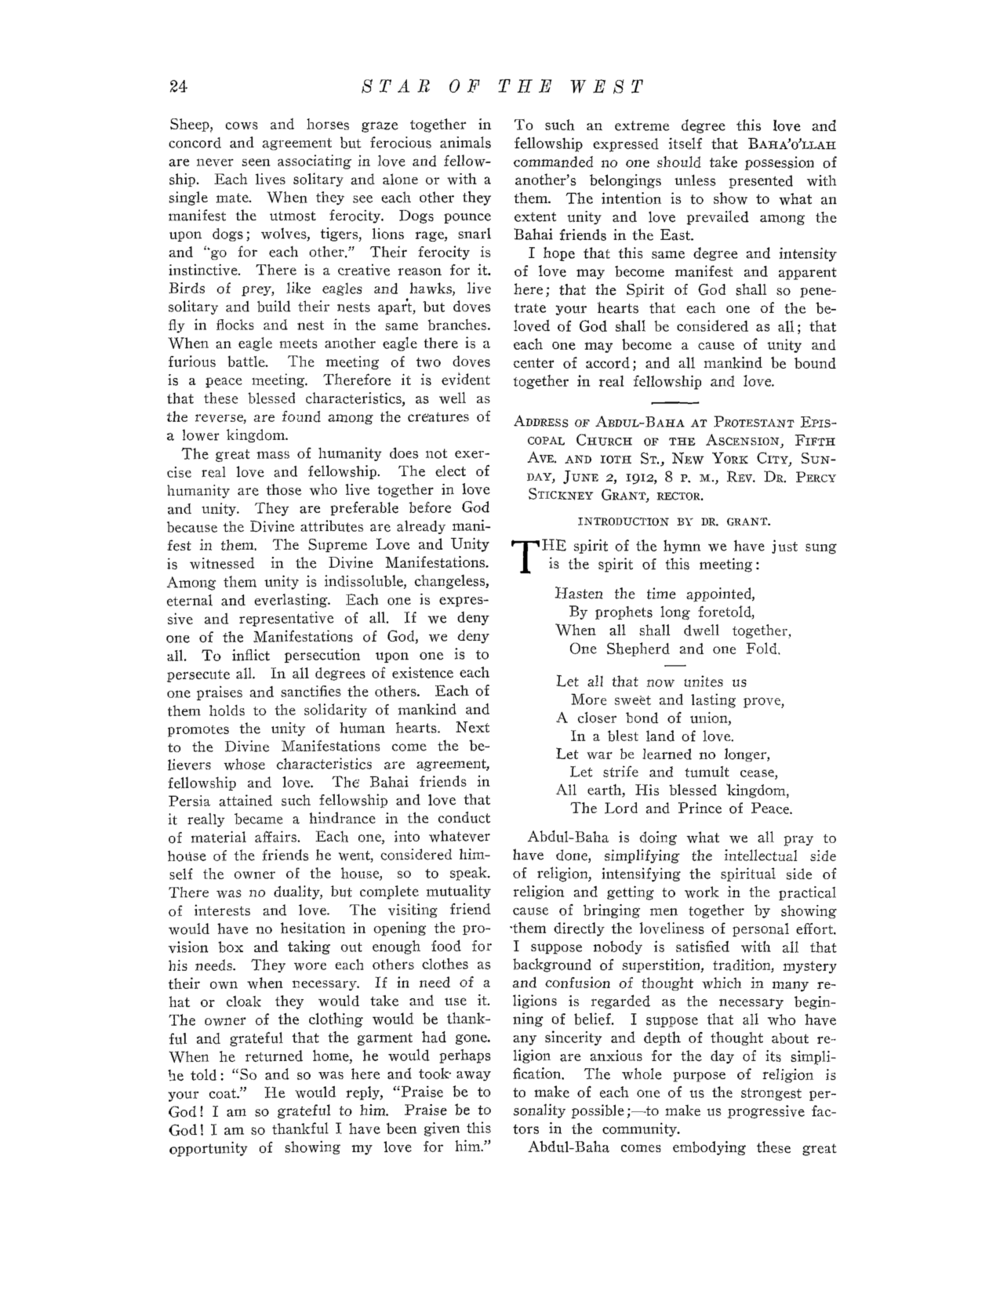 24
STAR OF THE WEST
Sheep, cows and horses graze together in
concord and agreement but ferocious animals
are never seen associating in love and fellow-
ship. Each lives solitary and alone or with a
single mate. When they see each other they
manifest the utmost ferocity. Dogs pounce
upon dogs; wolves, tigers, lions rage, snarl
and "go for each other." Their ferocity is
instinctive. There is a creative reason for it.
Birds of prey, like eagles and hawks, live
solitary and build their nests apart, but doves
fly in flocks and nest in the same branches.
When an eagle meets another eagle there is a
furious battle. The meeting of two doves
is a peace meeting. Therefore it is evident
that these blessed characteristics, as well as
the reverse, are found among the creatures of
a lower kingdom.
The great mass of humanity does not exer-
cise real love and fellowship. The elect of
humanity are those who live together in love
and unity. They are preferable before God
because the Divine attributes are already mani-
fest in them. The Supreme Love and Unity
is witnessed in the Divine Manifestations.
Among them unity is indissoluble, changeless,
eternal and everlasting. Each one is expres-
sive and representative of all. If we deny
one of the Manifestations of God, we deny
all. To inflict persecution upon one is to
persecute all. In all degrees of existence each
one praises and sanctifies the others. Each of
them holds to the solidarity of mankind and
promotes the unity of human hearts. Next
to the Divine Manifestations come the be-
lievers whose characteristics are agreement,
fellowship and love. The Bahai friends in
Persia attained such fellowship and love that
it really became a hindrance in the conduct
of material affairs. Each one, into whatever
house of the friends he went, considered him-
self the owner of the house, so to speak.
There was no duality, but complete mutuality
of interests and love. The visiting friend
would have no hesitation in opening the pro-
vision box and taking out enough food for
his needs. They wore each others clothes as
their own when necessary. If in need of a
hat or cloak they would take and use it.
The owner of the clothing would be thank-
ful and grateful that the garment had gone.
When he returned home, he would perhaps
be told: "So and so was here and took away
your coat." He would reply, "Praise be to
God! I am so grateful to him. Praise be to
God! I am so thankful I have been given this
opportunity of showing my love for him."
To such an extreme degree this love and
fellowship expressed itself that BAHA'O'LLAH
commanded no one should take possession of
another's belongings unless presented with
them. The intention is to show to what an
extent unity and love prevailed among the
Bahai friends in the East.
I hope that this same degree and intensity
of love may become manifest and apparent
here; that the Spirit of God shall so pene-
trate your hearts that each one of the be-
loved of God shall be considered as all; that
each one may become a cause of unity and
center of accord; and all mankind be bound
together in real fellowship and love.
ADDRESS OF ABDUL-BAHA AT PROTESTANT EPIS-
COPAL CHURCH OF THE ASCENSION, FIFTH
AVE. AND 10TH ST., NEW YORK CITY, SUN-
DAY, JUNE 2, 1912, 8 P. M., REV. DR. PERCY
STICKNEY GRANT, RECTOR.
INTRODUCTION BY DR. GRANT.
THE spirit of the hymn we have just sung
is the spirit of this meeting:
Hasten the time appointed,
By prophets long foretold,
When all shall dwell together,
One Shepherd and one Fold.
Let all that now unites us
More sweet and lasting prove,
A closer bond of union,
In a blest land of love.
Let war be learned no longer,
Let strife and tumult cease,
All earth, His blessed kingdom,
The Lord and Prince of Peace.
Abdul-Baha is doing what we all pray to
have done, simplifying the intellectual side
of religion, intensifying the spiritual side of
religion and getting to work in the practical
cause of bringing men together by showing
them directly the loveliness of personal effort.
I suppose nobody is satisfied with all that
background of superstition, tradition, mystery
and confusion of thought which in many re-
ligions is regarded as the necessary begin-
ning of belief. I suppose that all who have
any sincerity and depth of thought about re-
ligion are anxious for the day of its simpli-
fication. The whole purpose of religion is
to make of each one of us the strongest per-
sonality possible;—to make us progressive fac-
tors in the community.
Abdul-Baha comes embodying these great